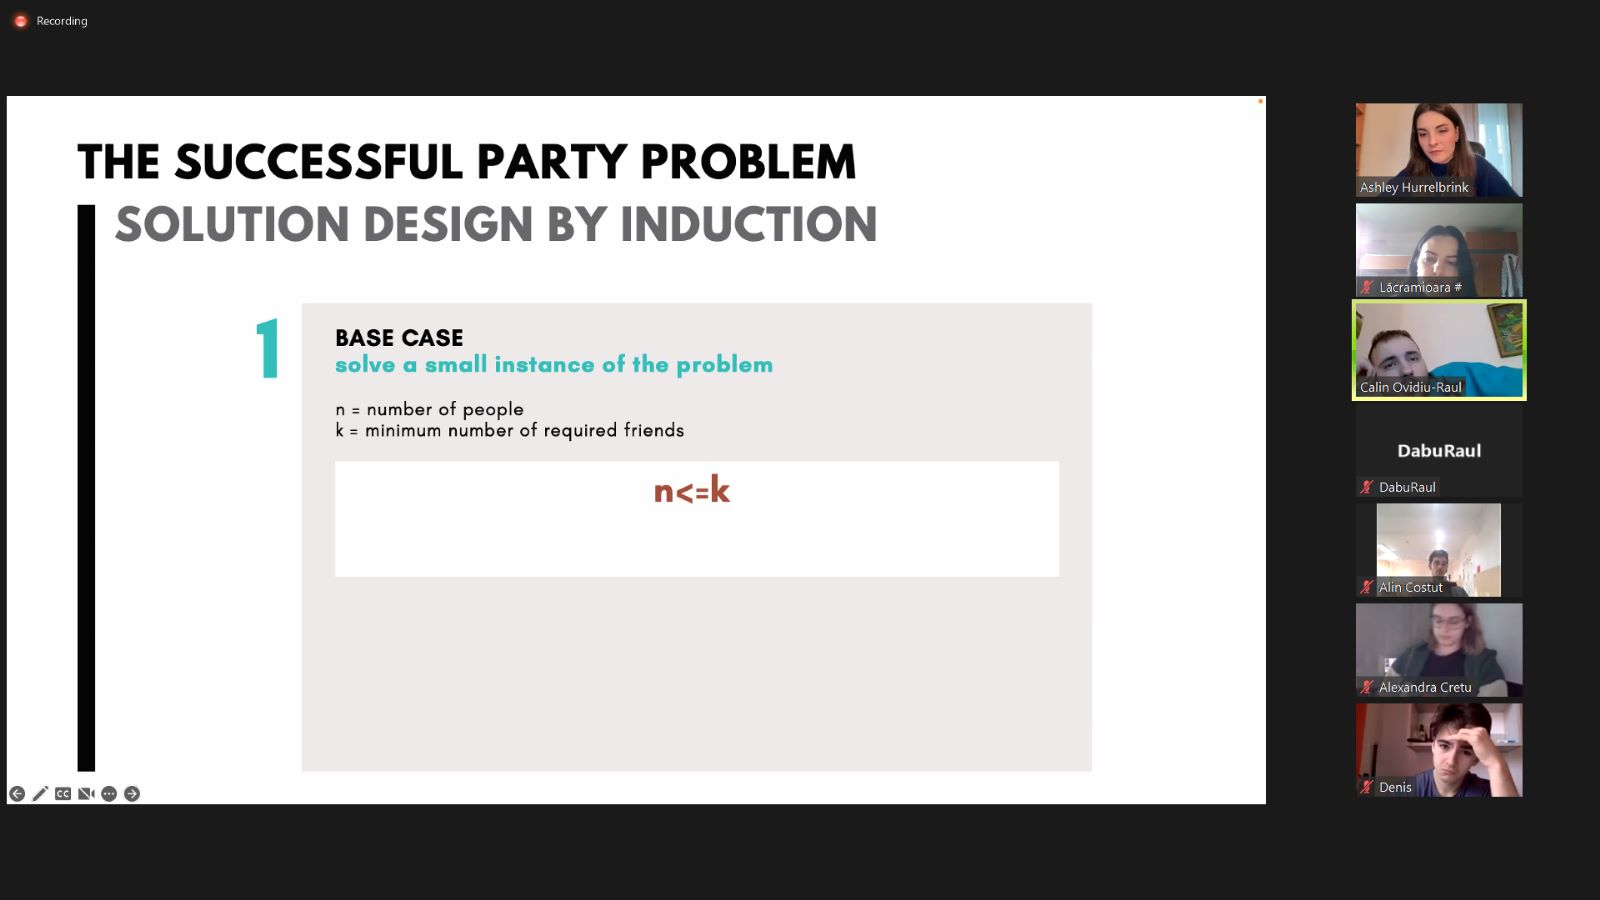 Recording
THE SUCCESSFUL PARTY PROBLEM
SOLUTION DESIGN BY INDUCTION
1
BASE CASE
solve a small instance of the problem
n = number of people
k = minimum number of required friends
n<=k
CC
Ashley Hurrelbrink
Lăcramioara #
Calin Ovidiu-Raul
DabuRaul
DabuRaul
Alin Costut
Alexandra Cretu
Denis